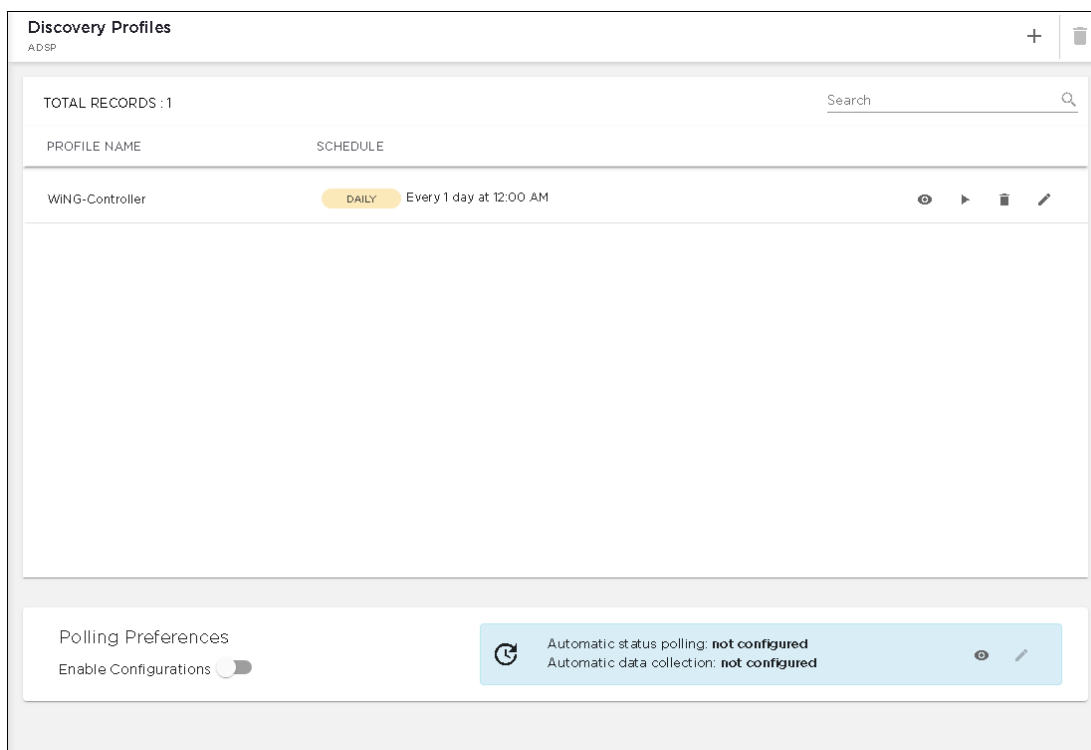 Discovery Profiles
ADSP
TOTAL RECORDS : 1
Search
PROFILE NAME SCHEDULE
WiNG-Controller DAILY Every 1 day at 12:00 AM
Polling Preferences
Enable Configurations
Automatic status polling: not configured
Automatic data collection: not configured